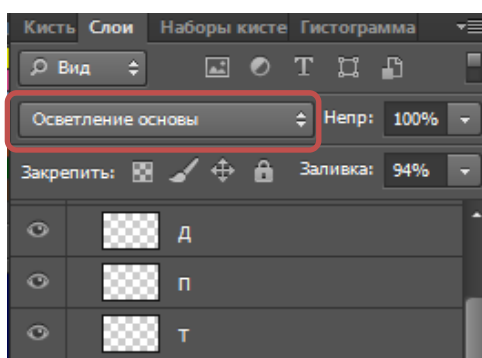 Кисть Слои Наборы кисте Гистограмма
Вид
Осветление основы Непр: 100%
Закрепить: Заливка: 94%
Д
П
Т